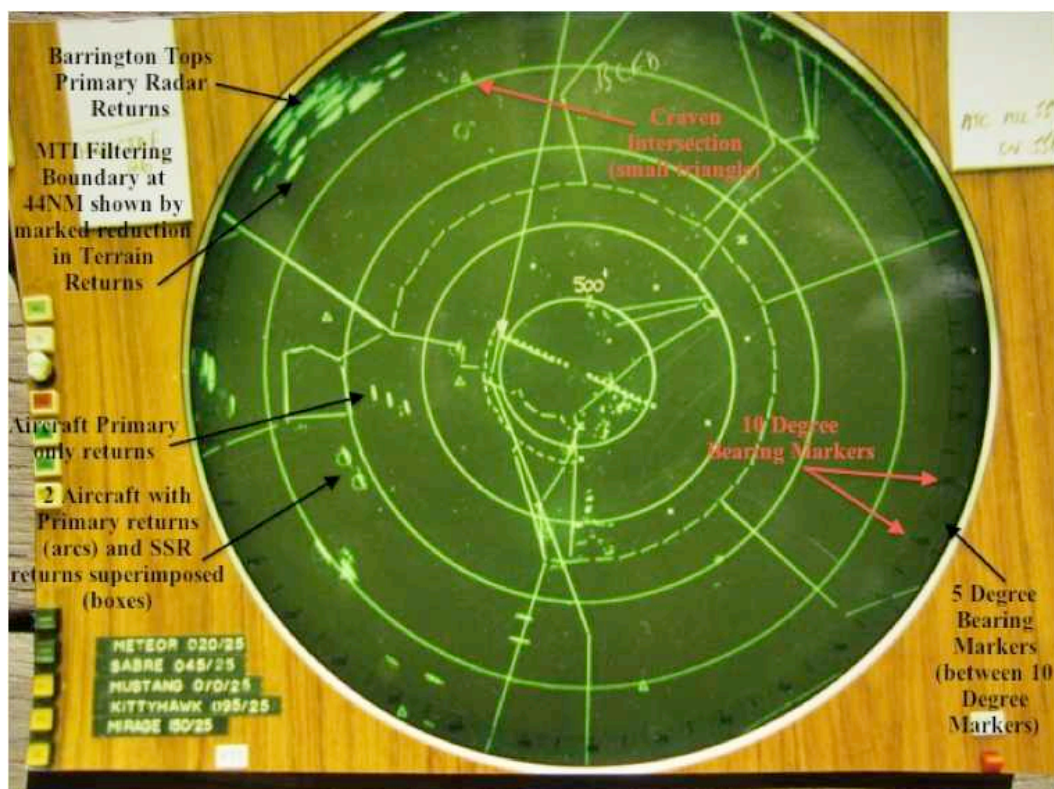 Barrington Tops
Primary Radar
Returns
MTI Filtering
Boundary at
44NM shown by
marked reduction
in Terrain
Returns
Craven
Intersection
(small triangle)
500'
Aircraft Primary
only returns
10 Degree
Bearing Markers
2 Aircraft with
Primary returns
(arcs) and SSR
returns superimposed
(boxes)
5 Degree
Bearing
Markers
(between 10
Degree
Markers)
METEOR 020/25
SABRE 045/25
MUSTANG 070/25
KITTYHAWK 095/25
MIRAGE 150/25